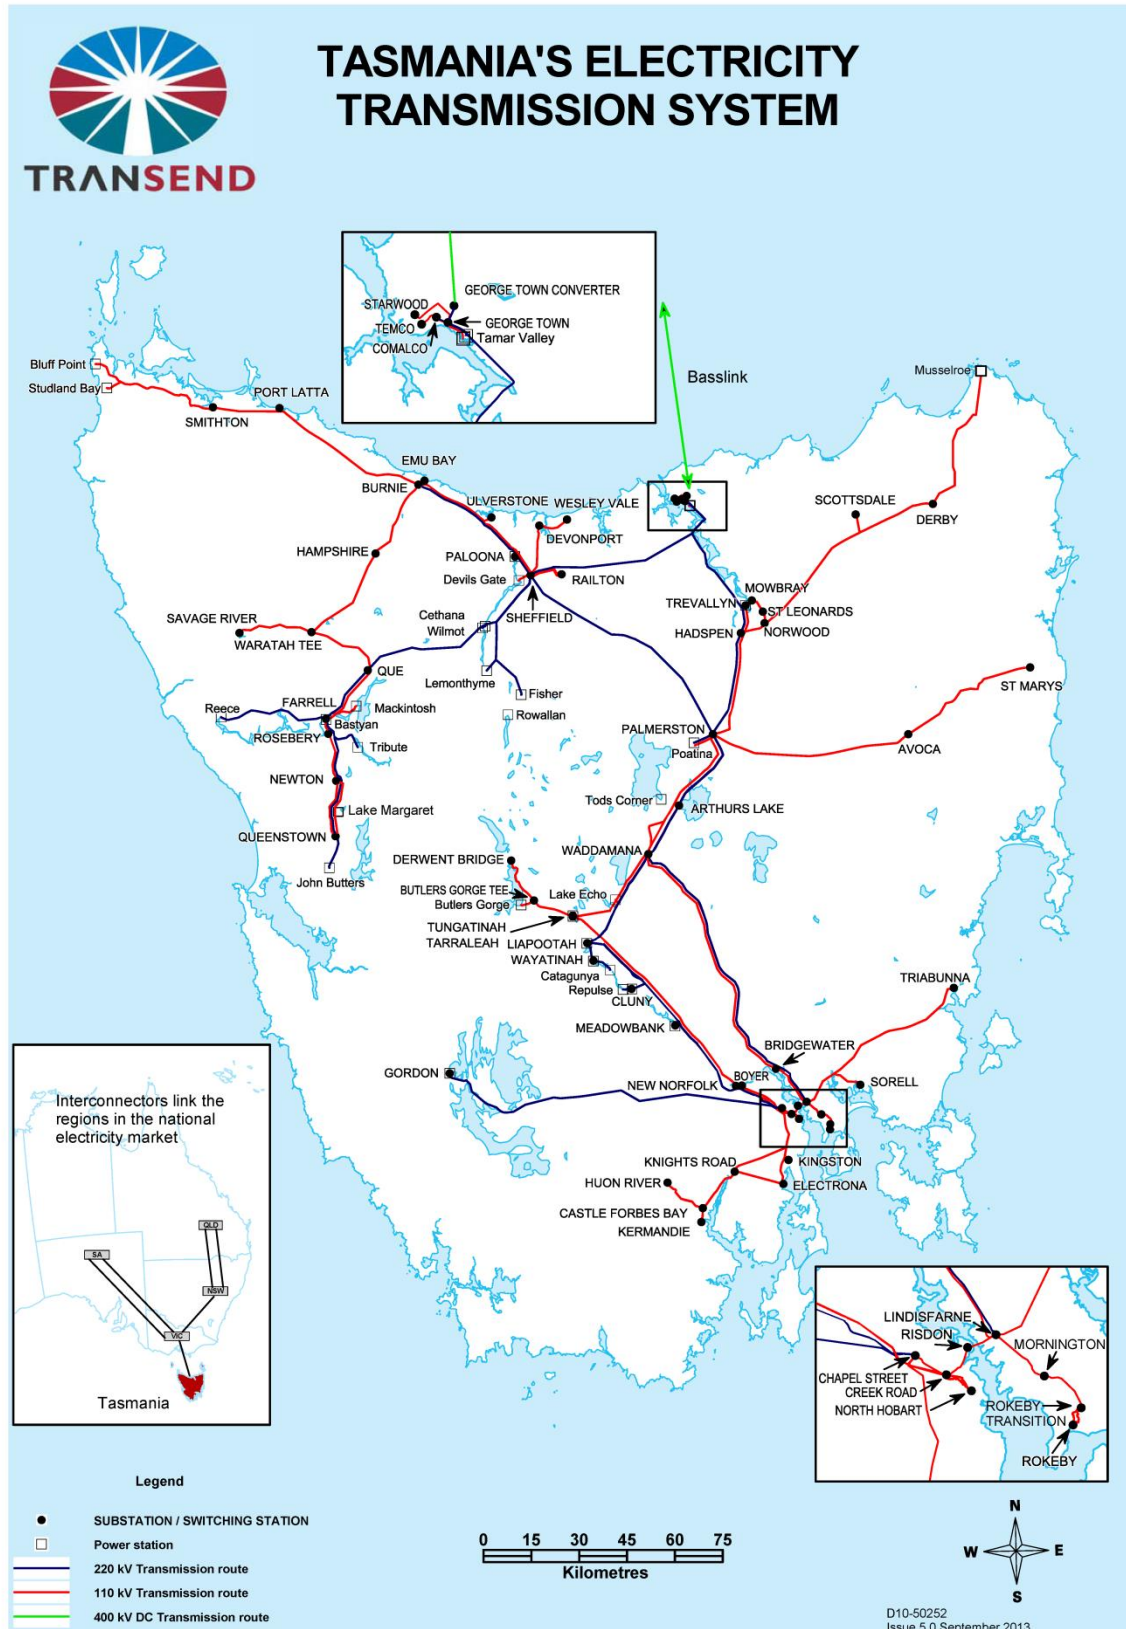 TASMANIA'S ELECTRICITY
TRANSMISSION SYSTEM
TRANSEND
STARWOOD
GEORGE TOWN CONVERTER
TEMCO
GEORGE TOWN
COMALCO
Tamar Valley
Basslink
Bluff Point
Studland Bay
SMITHTON
PORT LATTA
Musselroe
EMU BAY
BURNIE
ULVERSTONE
WESLEY VALE
DEVONPORT
SCOTTSDALE
DERBY
HAMPSHIRE
PALOONA
Devils Gate
RAILTON
SHEFFIELD
MOWBRAY
TREVALLYN
ST LEONARDS
HADSPEN
NORWOOD
Cethana
Wilmot
SAVAGE RIVER
WARATAH TEE
QUE
Lemonthyme
Fisher
Rowallan
ST MARYS
Reece
FARRELL
Mackintosh
Bastyan
ROSEBERY
Tribute
PALMERSTON
Poatina
AVOCA
NEWTON
Lake Margaret
Tods Corner
ARTHURS LAKE
QUEENSTOWN
John Butters
WADDAMANA
DERWENT BRIDGE
BUTLERS GORGE TEE
Butlers Gorge
Lake Echo
TUNGATINAH
TARRALEAH
LIAPOOTAH
WAYATINAH
Catagunya
Repulse
CLUNY
MEADOWBANK
TRIABUNNA
BRIDGEWATER
GORDON
NEW NORFOLK
BOYER
SORELL
KNIGHTS ROAD
KINGSTON
HUON RIVER
ELECTRONA
CASTLE FORBES BAY
KERMANDIE
Interconnectors link the
regions in the national
electricity market
QLD
SA
NSW
VIC
Tasmania
LINDISFARNE
RISDON
MORNINGTON
CHAPEL STREET
CREEK ROAD
NORTH HOBART
ROKEBY
TRANSITION
ROKEBY
Legend
SUBSTATION / SWITCHING STATION
Power station
220 kV Transmission route
110 kV Transmission route
400 kV DC Transmission route
0 15 30 45 60 75
Kilometres
N
W E
S
D10-50252
Issue 5.0 September 2013